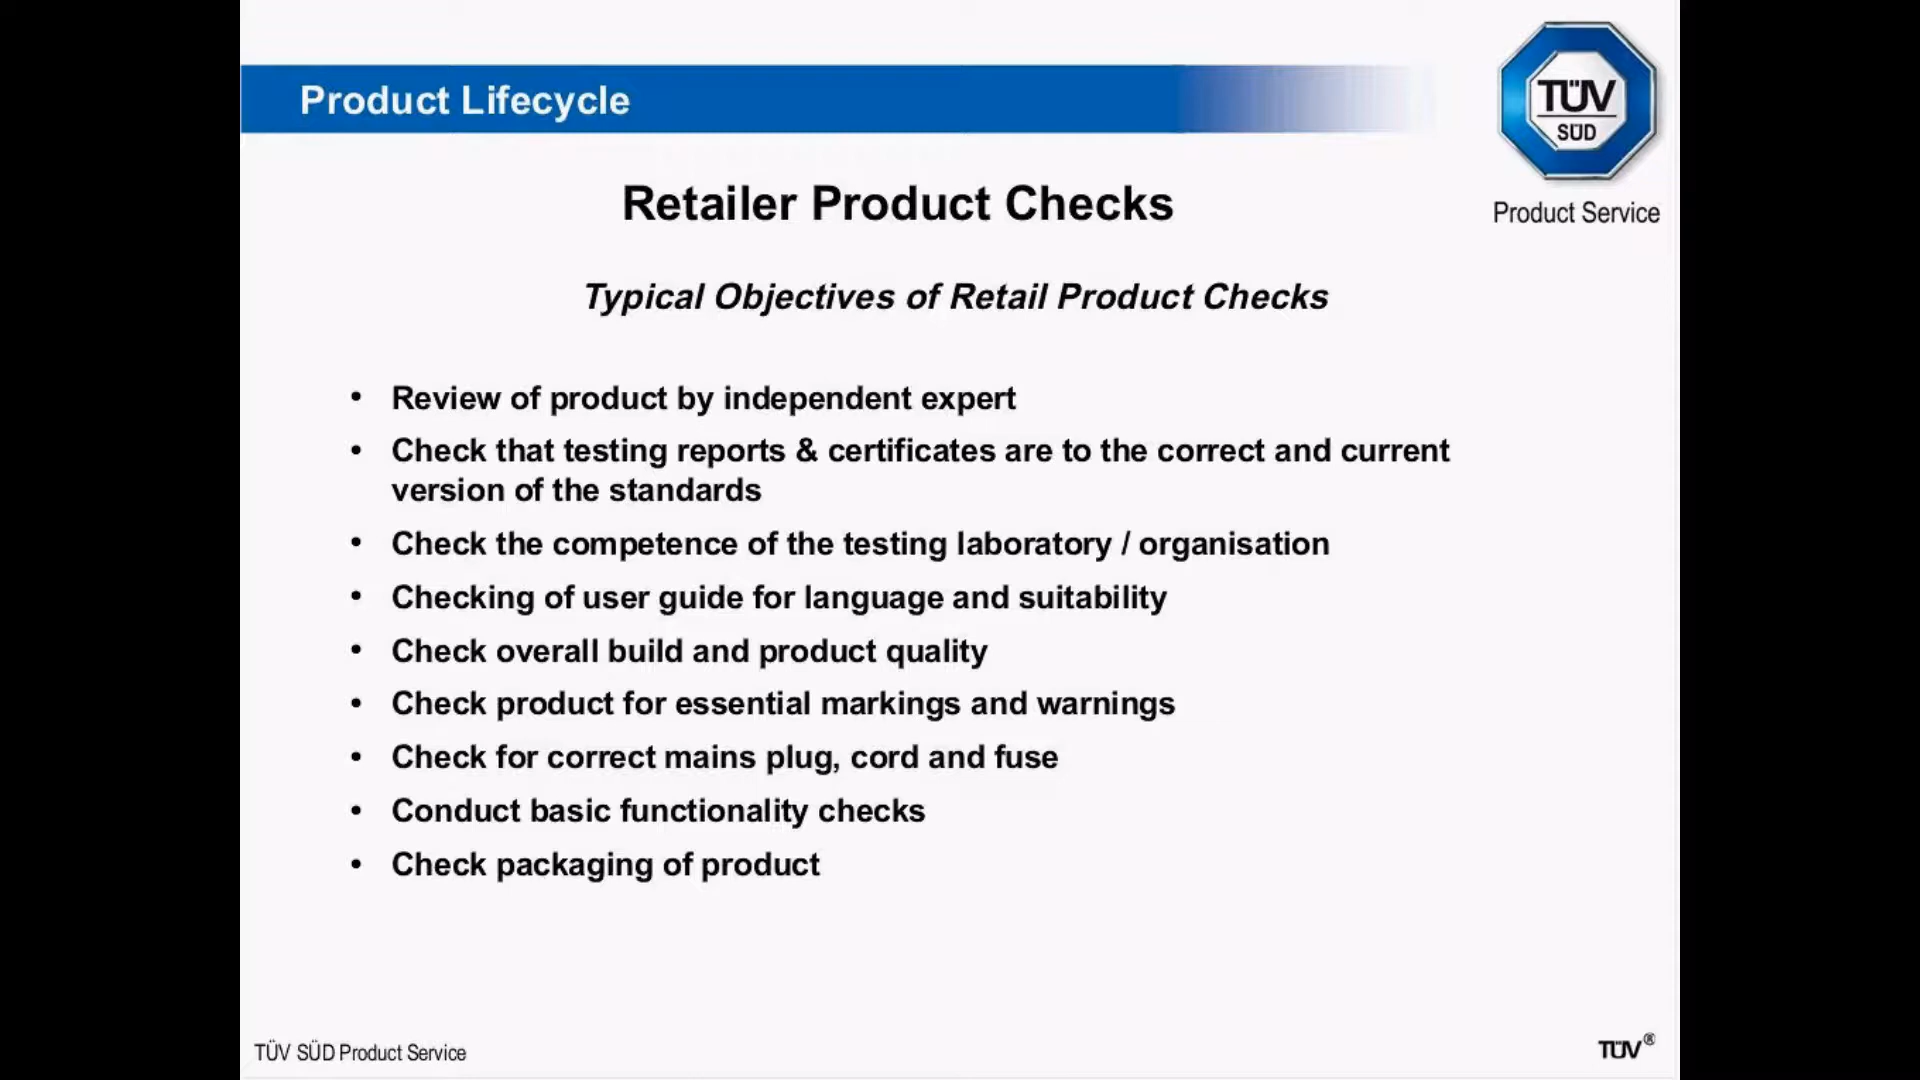 Product Lifecycle
TÜV
SÜD
Product Service
Retailer Product Checks
Typical Objectives of Retail Product Checks
• Review of product by independent expert
• Check that testing reports & certificates are to the correct and current
version of the standards
• Check the competence of the testing laboratory / organisation
• Checking of user guide for language and suitability
• Check overall build and product quality
• Check product for essential markings and warnings
• Check for correct mains plug, cord and fuse
• Conduct basic functionality checks
• Check packaging of product
TÜV SÜD Product Service
TÜV®